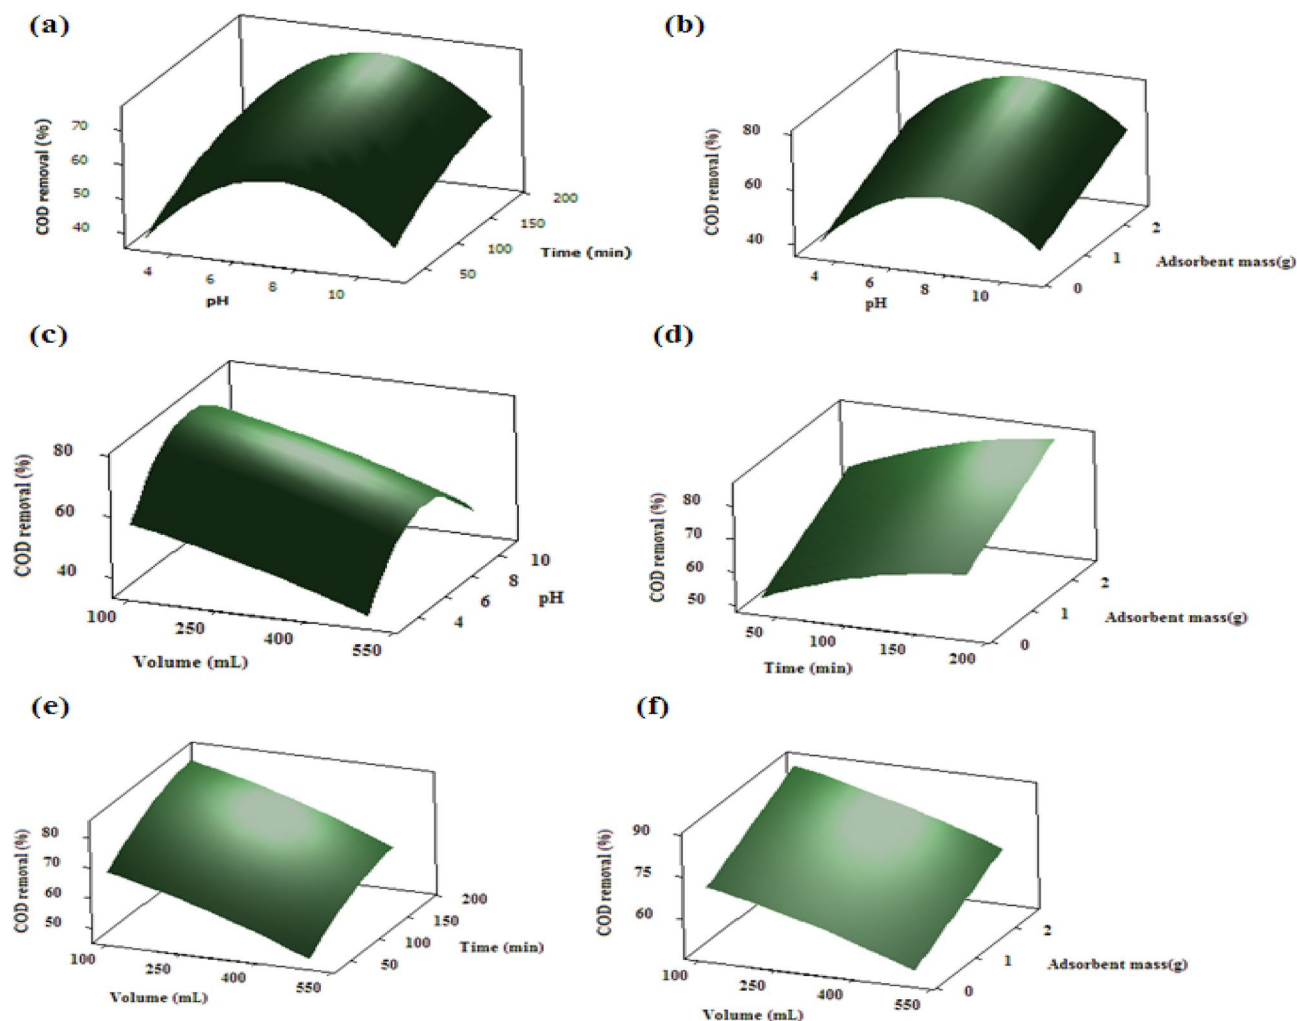 (a)
COD removal (%)
70
60
50
40
4
6
8
10
pH
50
100
150
200
Time (min)
(b)
COD removal (%)
80
60
40
4
6
8
10
pH
0
1
2
Adsorbent mass(g)
(c)
COD removal (%)
80
60
40
100
250
400
550
Volume (mL)
4
6
8
10
pH
(d)
COD removal (%)
80
70
60
50
50
100
150
200
Time (min)
0
1
2
Adsorbent mass(g)
(e)
COD removal (%)
80
70
60
50
100
250
400
550
Volume (mL)
50
100
150
200
Time (min)
(f)
COD removal (%)
90
75
60
100
250
400
550
Volume (mL)
0
1
2
Adsorbent mass(g)